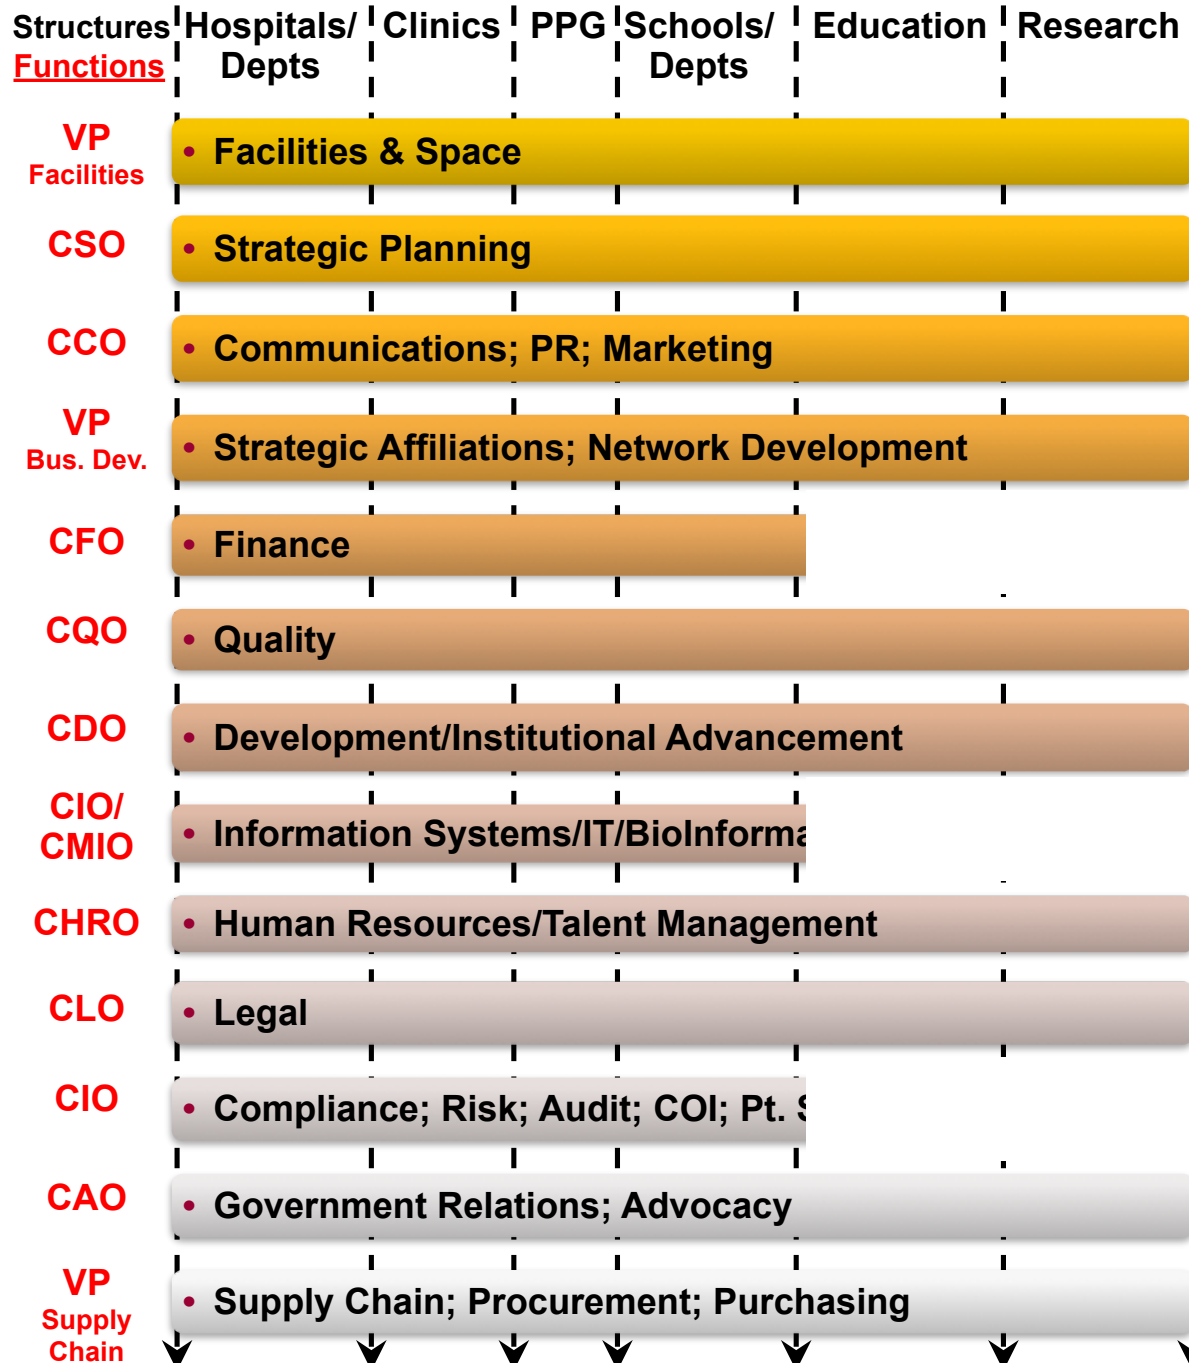 Structures Hospitals/ Clinics PPG Schools/ Education Research
Functions Depts Depts
VP
Facilities
• Facilities & Space
CSO
• Strategic Planning
CCO
• Communications; PR; Marketing
VP
Bus. Dev.
• Strategic Affiliations; Network Development
CFO
• Finance
CQO
• Quality
CDO
• Development/Institutional Advancement
CIO/
CMIO
• Information Systems/IT/BioInforma
CHRO
• Human Resources/Talent Management
CLO
• Legal
CIO
• Compliance; Risk; Audit; COI; Pt.
CAO
• Government Relations; Advocacy
VP
Supply
Chain
• Supply Chain; Procurement; Purchasing